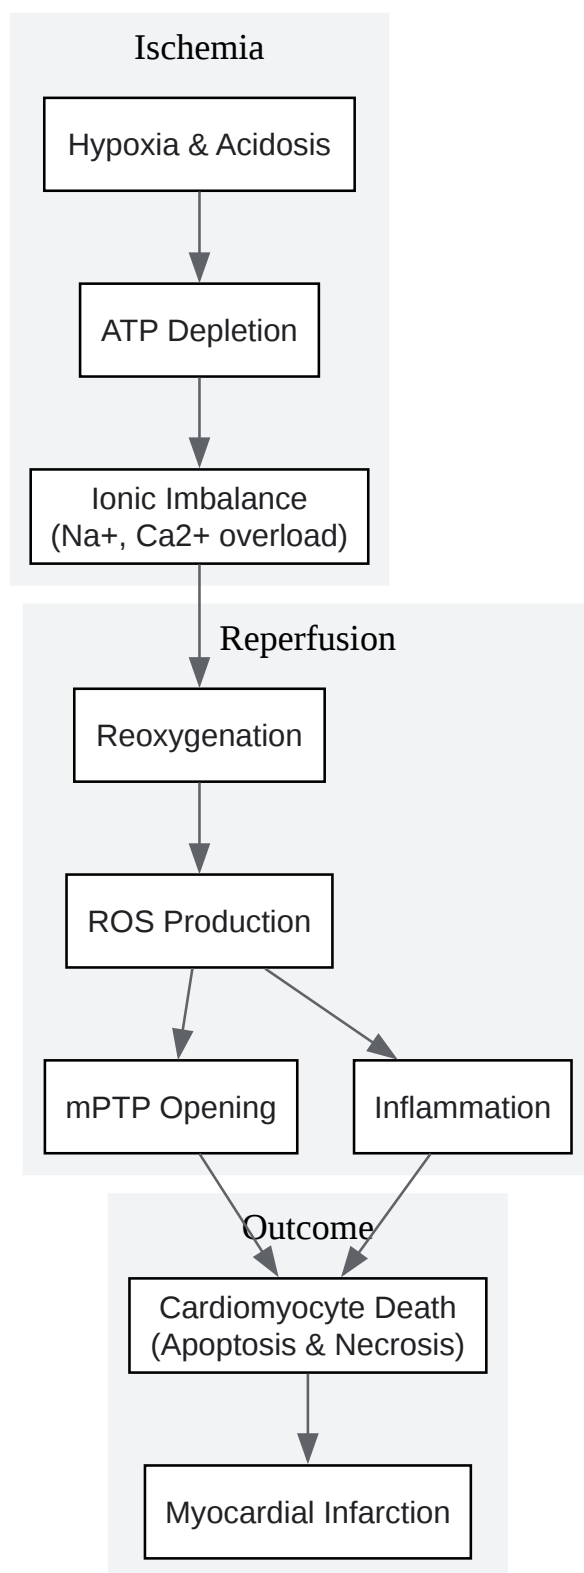 Ischemia
Hypoxia & Acidosis
ATP Depletion
Ionic Imbalance
(Na+, Ca2+ overload)
Reperfusion
Reoxygenation
ROS Production
mPTP Opening
Inflammation
Outcome
Cardiomyocyte Death
(Apoptosis & Necrosis)
Myocardial Infarction